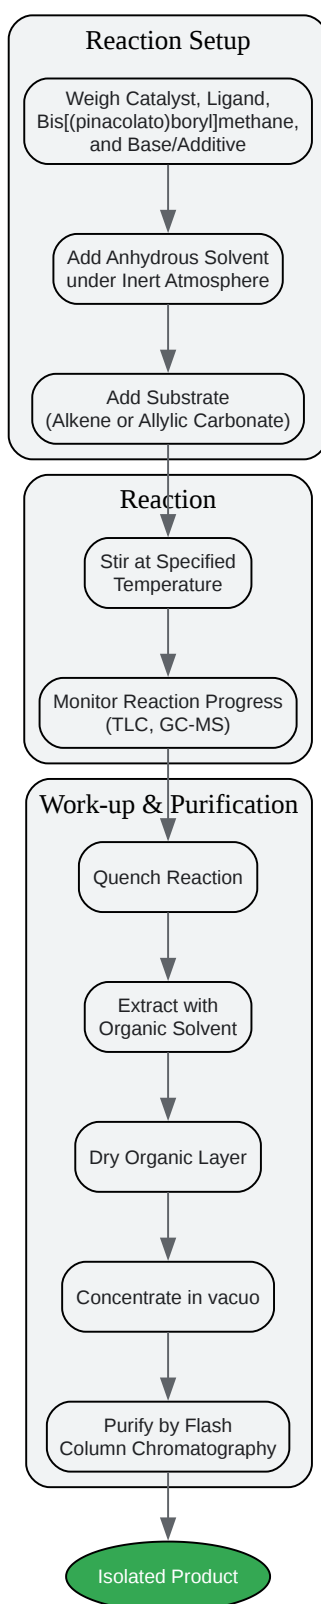 Reaction Setup
Weigh Catalyst, Ligand,
Bis[(pinacolato)boryl]methane,
and Base/Additive
Add Anhydrous Solvent
under Inert Atmosphere
Add Substrate
(Alkene or Allylic Carbonate)
Reaction
Stir at Specified
Temperature
Monitor Reaction Progress
(TLC, GC-MS)
Work-up & Purification
Quench Reaction
Extract with
Organic Solvent
Dry Organic Layer
Concentrate in vacuo
Purify by Flash
Column Chromatography
Isolated Product